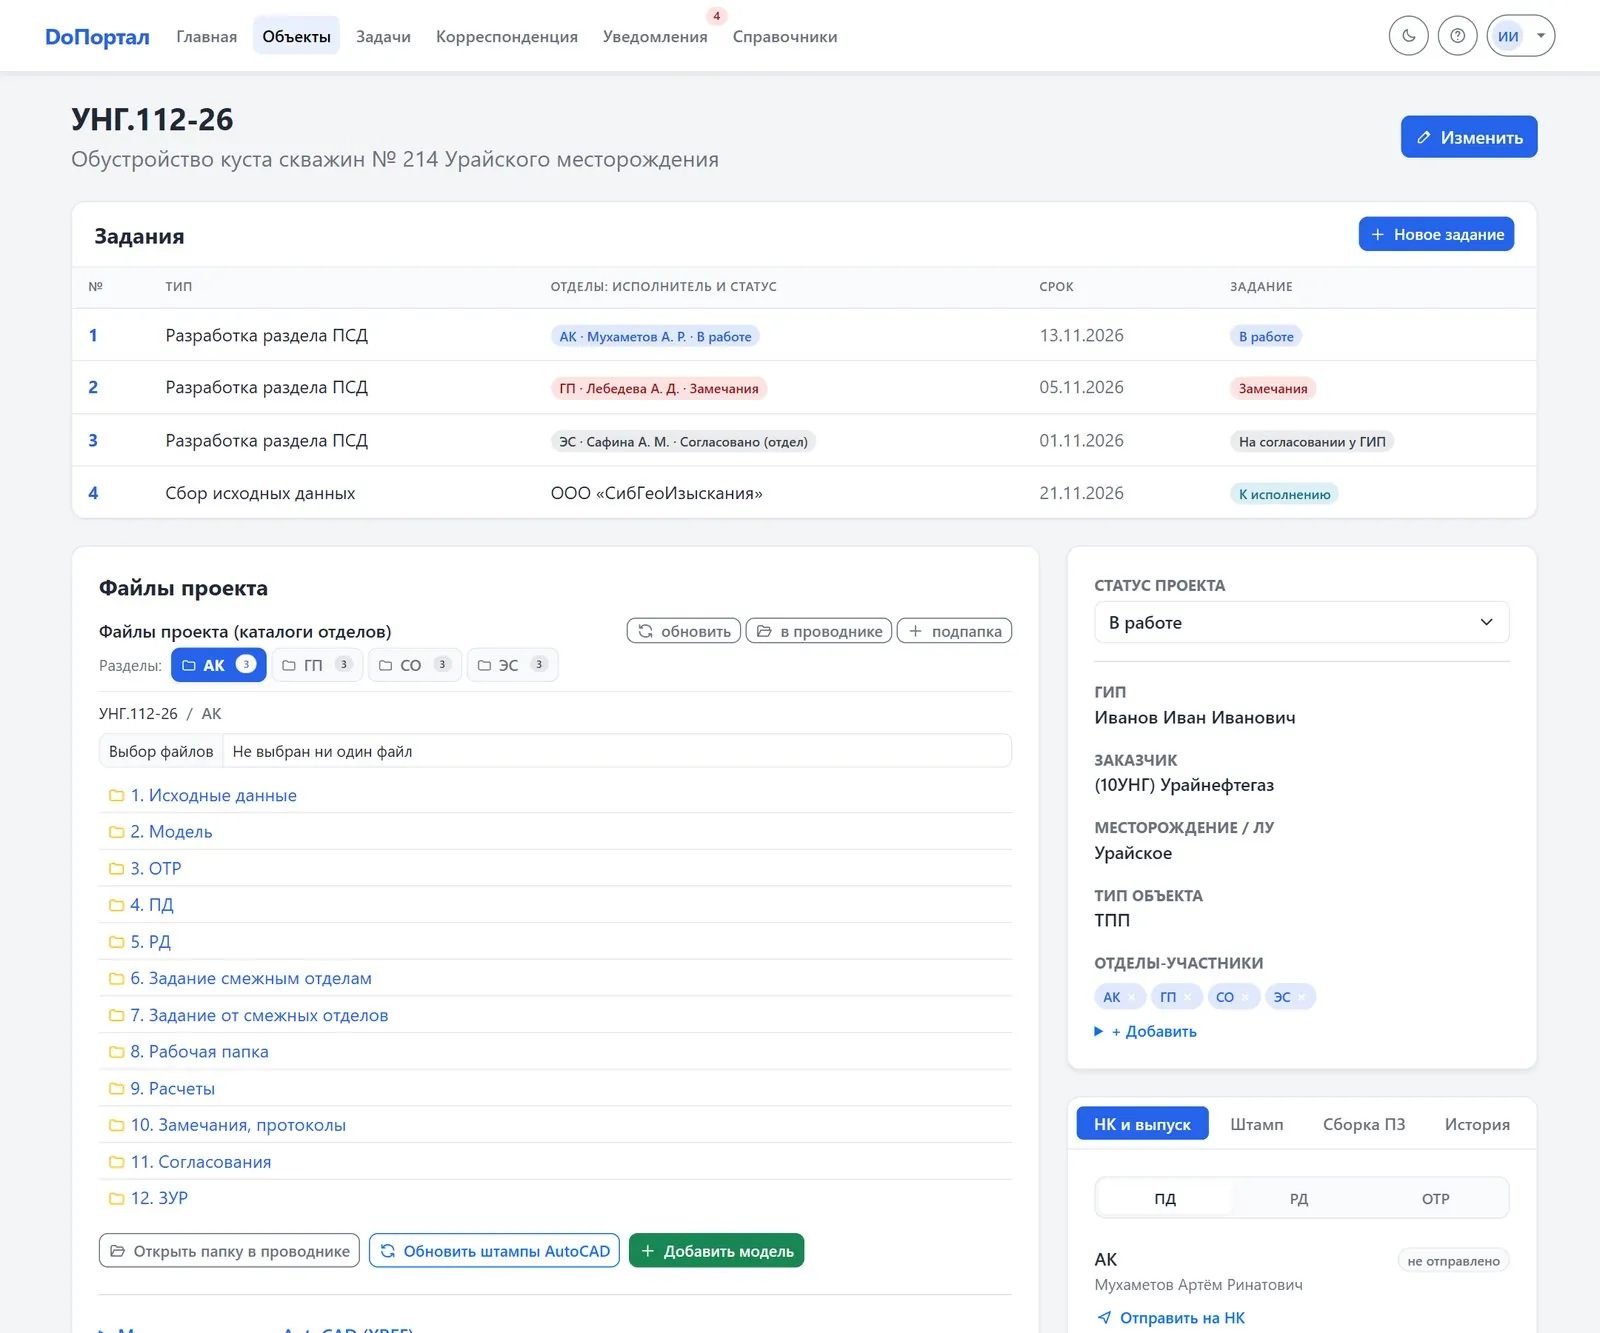 DoПортал Главная Объекты Задачи Корреспонденция Уведомления 4 Справочники ИИ
УНГ.112-26
Обустройство куста скважин № 214 Урайского месторождения
Изменить
Задания
+ Новое задание
№ ТИП ОТДЕЛЫ: ИСПОЛНИТЕЛЬ И СТАТУС СРОК ЗАДАНИЕ
1 Разработка раздела ПСД АК · Мухаметов А. Р. · В работе 13.11.2026 В работе
2 Разработка раздела ПСД ГП · Лебедева А. Д. · Замечания 05.11.2026 Замечания
3 Разработка раздела ПСД ЭС · Сафина А. М. · Согласовано (отдел) 01.11.2026 На согласовании у ГИП
4 Сбор исходных данных ООО «СибГеоИзыскания» 21.11.2026 К исполнению
Файлы проекта
Файлы проекта (каталоги отделов)
обновить в проводнике + подпапка
Разделы: АК 3 ГП 3 СО 3 ЭС 3
УНГ.112-26 / АК
Выбор файлов Не выбран ни один файл
1. Исходные данные
2. Модель
3. ОТР
4. ПД
5. РД
6. Задание смежным отделам
7. Задание от смежных отделов
8. Рабочая папка
9. Расчеты
10. Замечания, протоколы
11. Согласования
12. ЗУР
Открыть папку в проводнике Обновить штампы AutoCAD + Добавить модель
AutoCAD (XREF)
СТАТУС ПРОЕКТА
В работе
ГИП
Иванов Иван Иванович
ЗАКАЗЧИК
(10УНГ) Урайнефтегаз
МЕСТОРОЖДЕНИЕ / ЛУ
Урайское
ТИП ОБЪЕКТА
ТПП
ОТДЕЛЫ-УЧАСТНИКИ
АК × ГП × СО × ЭС ×
+ Добавить
НК и выпуск Штамп Сборка ПЗ История
ПД РД ОТР
АК не отправлено
Мухаметов Артём Ринатович
Отправить на НК